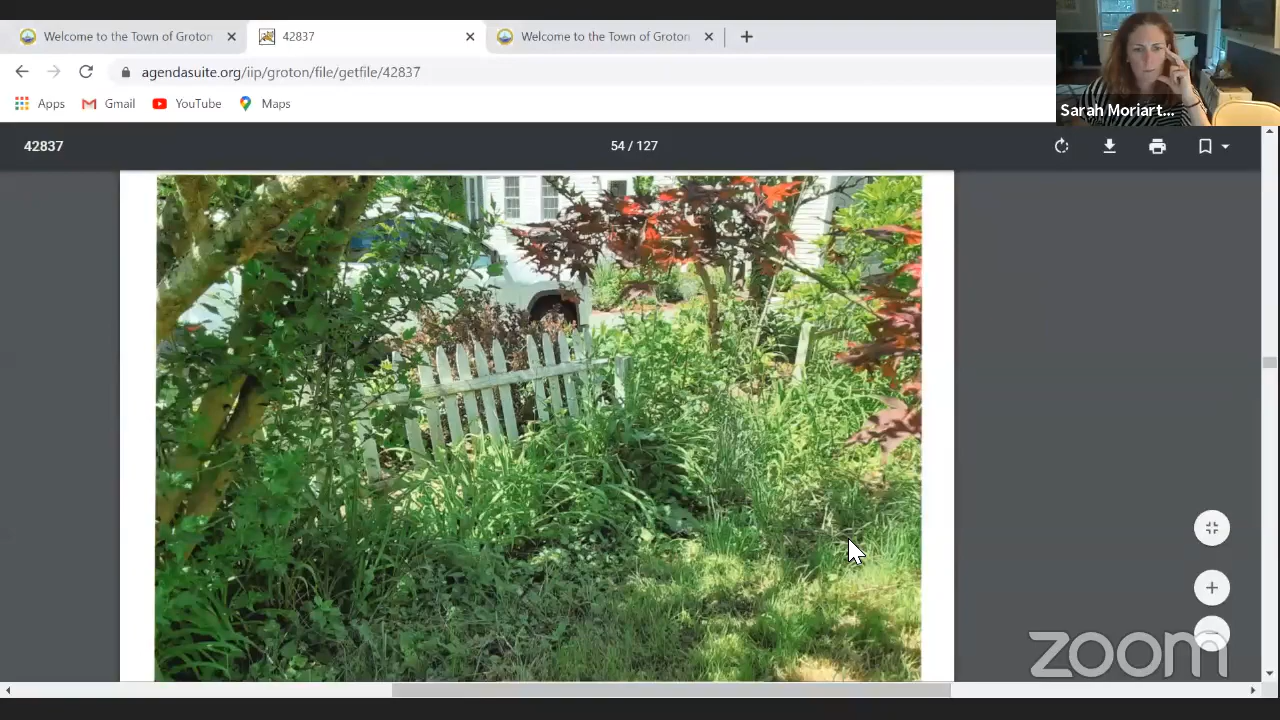 Welcome to the Town of Groton
42837
Welcome to the Town of Groton
agendasuite.org/iip/groton/file/getfile/42837
Apps
Gmail
YouTube
Maps
Sarah Moriart...
42837
54 / 127
zoom